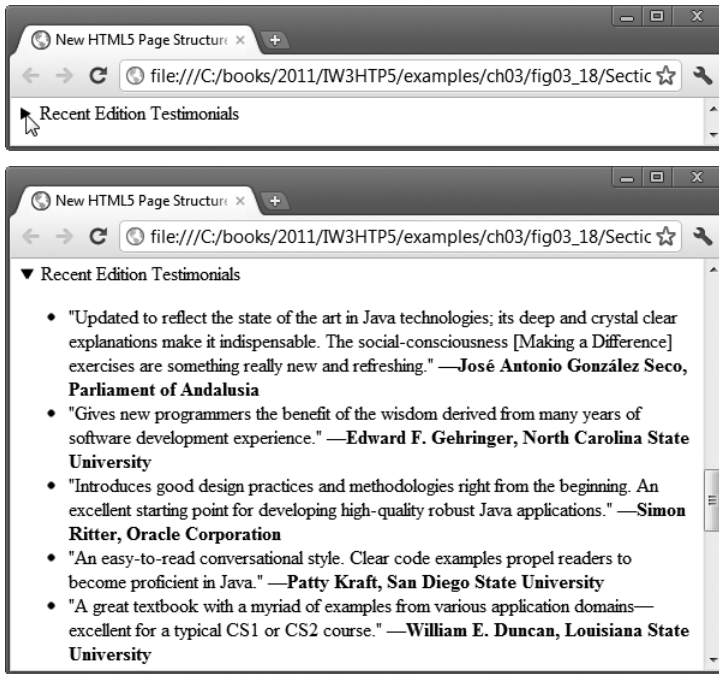 New HTML5 Page Structure
file:///C:/books/2011/IW3HTP5/examples/ch03/fig03_18/Sectic
Recent Edition Testimonials
New HTML5 Page Structure
file:///C:/books/2011/IW3HTP5/examples/ch03/fig03_18/Sectic
Recent Edition Testimonials
• "Updated to reflect the state of the art in Java technologies; its deep and crystal clear
explanations make it indispensable. The social-consciousness [Making a Difference]
exercises are something really new and refreshing." —José Antonio González Seco,
Parliament of Andalusia
• "Gives new programmers the benefit of the wisdom derived from many years of
software development experience." —Edward F. Gehringer, North Carolina State
University
• "Introduces good design practices and methodologies right from the beginning. An
excellent starting point for developing high-quality robust Java applications." —Simon
Ritter, Oracle Corporation
• "An easy-to-read conversational style. Clear code examples propel readers to
become proficient in Java." —Patty Kraft, San Diego State University
• "A great textbook with a myriad of examples from various application domains—
excellent for a typical CS1 or CS2 course." —William E. Duncan, Louisiana State
University